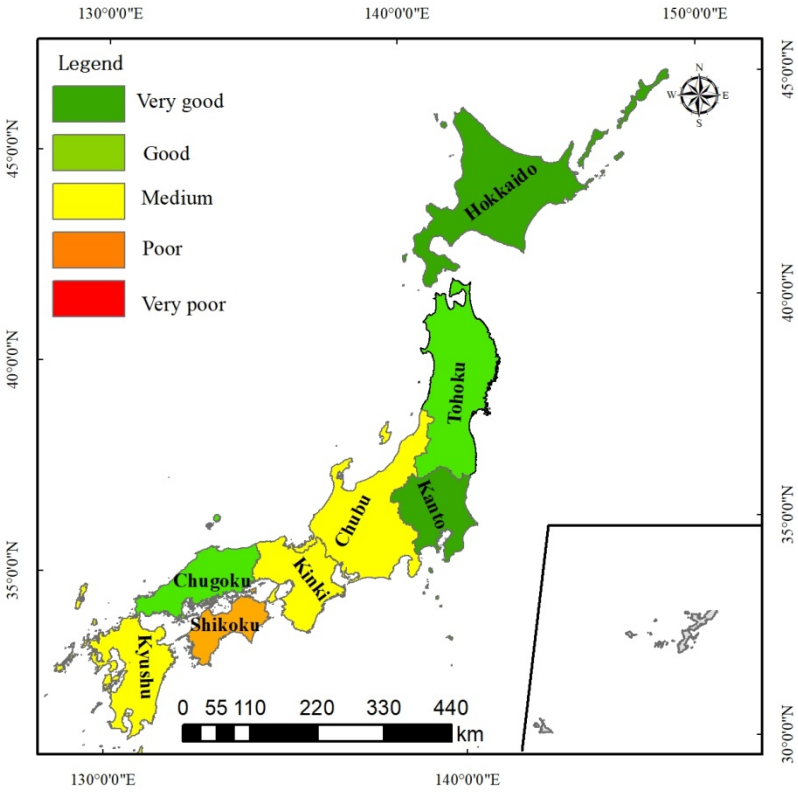 130°0'0"E 140°0'0"E 150°0'0"E
Legend
Very good
Good
Medium
Poor
Very poor
N
W E
S
45°0'0"N
45°0'0"N
Hokkaido
40°0'0"N
40°0'0"N
Tohoku
Kanto
Chubu
35°0'0"N
35°0'0"N
Kinki
Chugoku
Shikoku
Kyushu
0 55 110 220 330 440
km
30°0'0"N
130°0'0"E 140°0'0"E